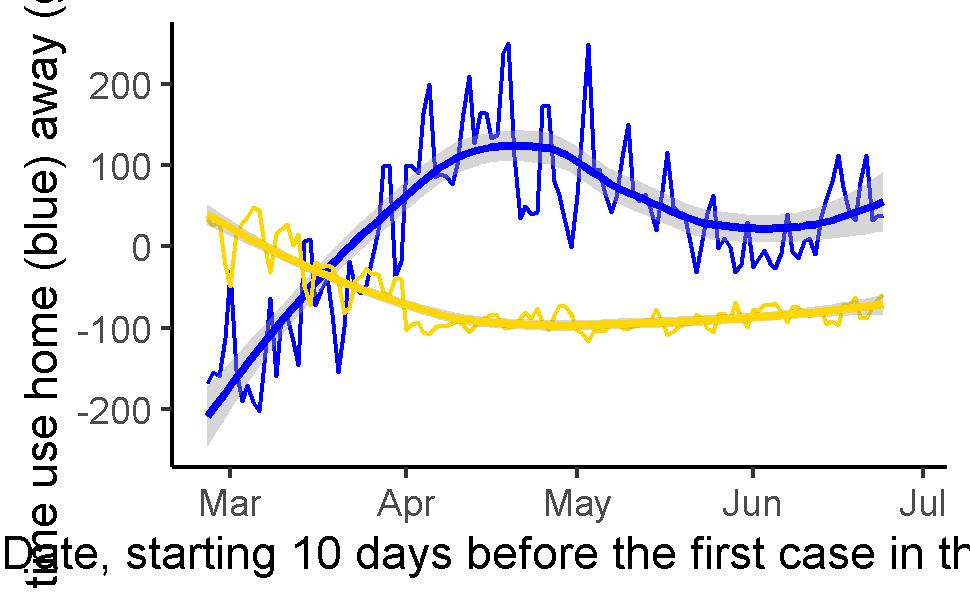 time use home (blue) away (
200
100
0
-100
-200
Mar Apr May Jun Jul
Date, starting 10 days before the first case in th